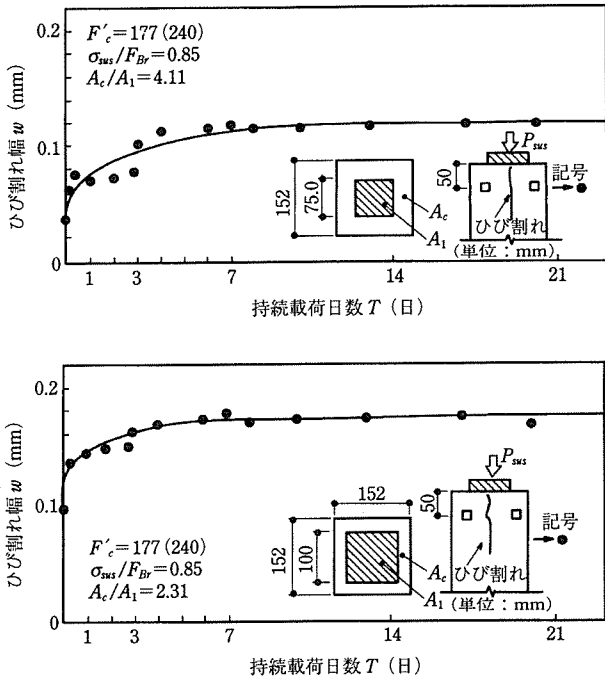 0.2
0.1
0
ひび割れ幅 w (mm)
F'c=177 (240)
σsus/FBr=0.85
Ac/A1=4.11
152
75.0
Ac
A1
50
Psus
記号
ひび割れ
(単位：mm)
1
3
7
14
21
持続載荷日数 T (日)
0.2
0.1
0
ひび割れ幅 w (mm)
F'c=177 (240)
σsus/FBr=0.85
Ac/A1=2.31
152
152
100
Ac
A1
50
Psus
記号
ひび割れ
(単位：mm)
1
3
7
14
21
持続載荷日数 T (日)